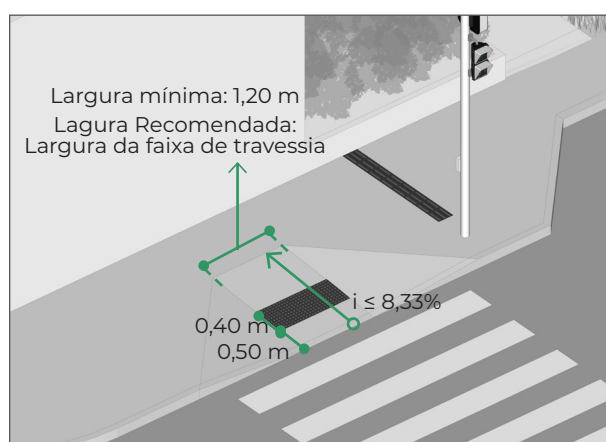 Largura mínima: 1,20 m
Lagura Recomendada:
Largura da faixa de travessia
i ≤ 8,33%
0,40 m
0,50 m